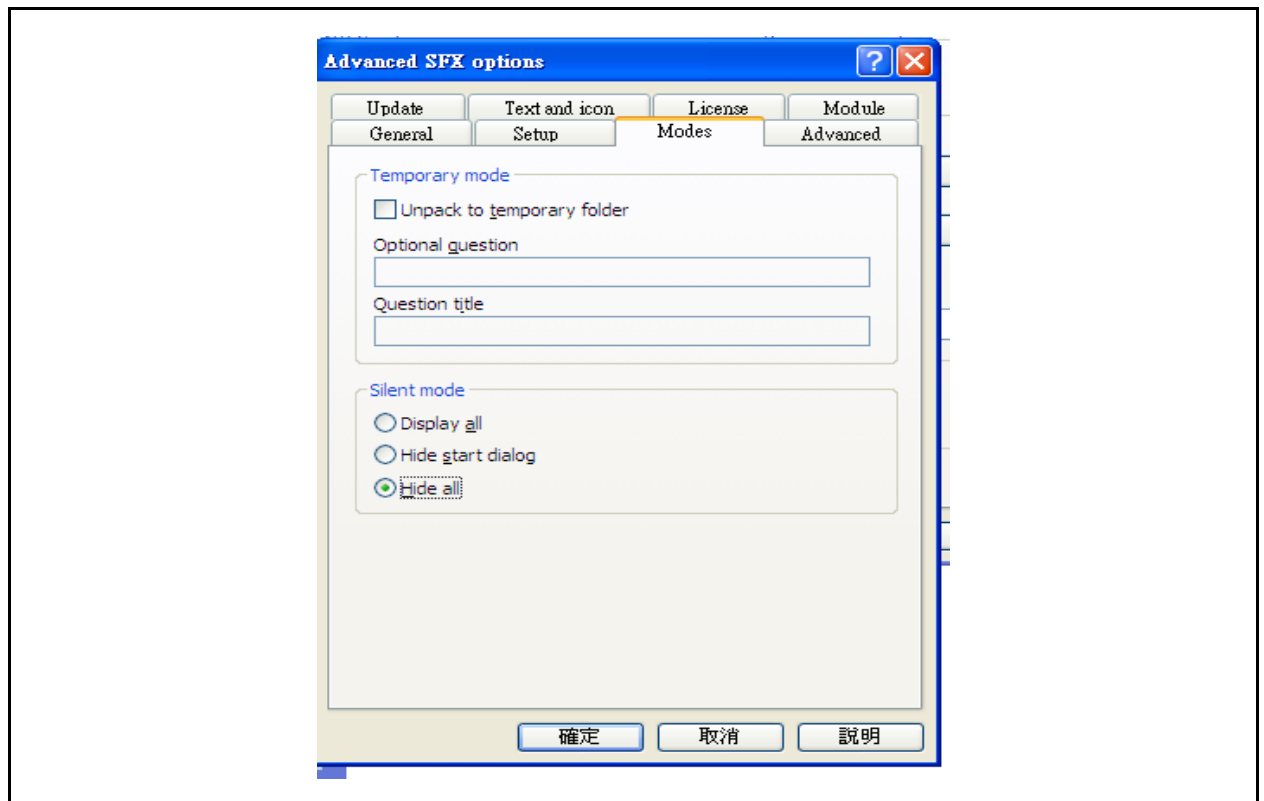 Advanced SFX options
Update Text and icon License Module
General Setup Modes Advanced
Temporary mode
Unpack to temporary folder
Optional question
Question title
Silent mode
Display all
Hide start dialog
Hide all
確定 取消 說明